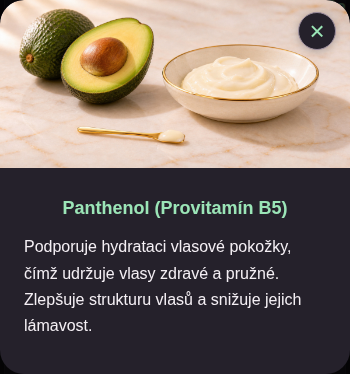 Panthenol (Provitamín B5)
Podporuje hydrataci vlasové pokožky,
čímž udržuje vlasy zdravé a pružné.
Zlepšuje strukturu vlasů a snižuje jejich
lámavost.